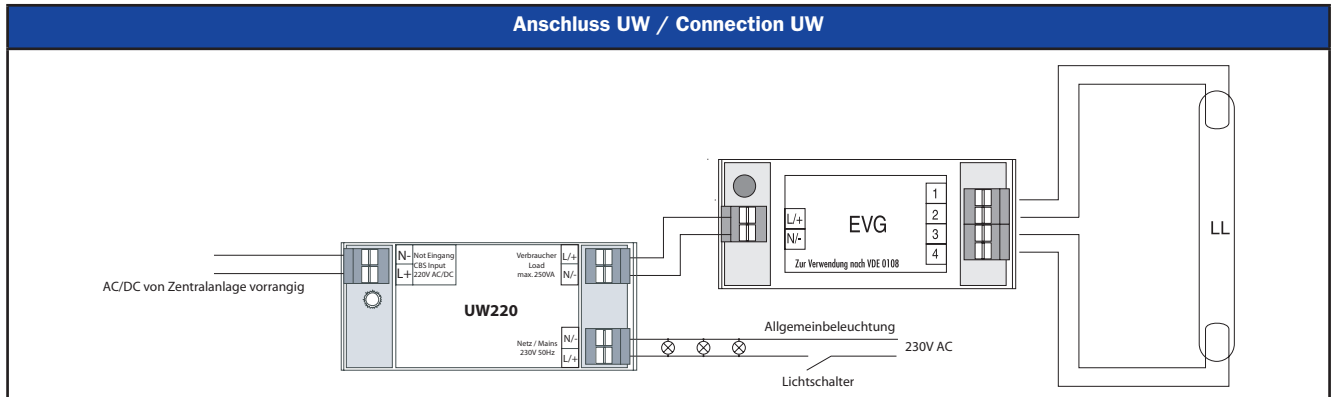 Anschluss UW / Connection UW
N-
L+
Not Eingang
CBS Input
220V AC/DC
Verbraucher
Load
max. 250VA
L/+
N/-
AC/DC von Zentralanlage vorrangig
UW220
Netz / Mains
230V 50Hz
N/-
L/+
L/+
N/-
EVG
1
2
3
4
Zur Verwendung nach VDE 0108
LL
Allgemeinbeleuchtung
230V AC
Lichtschalter